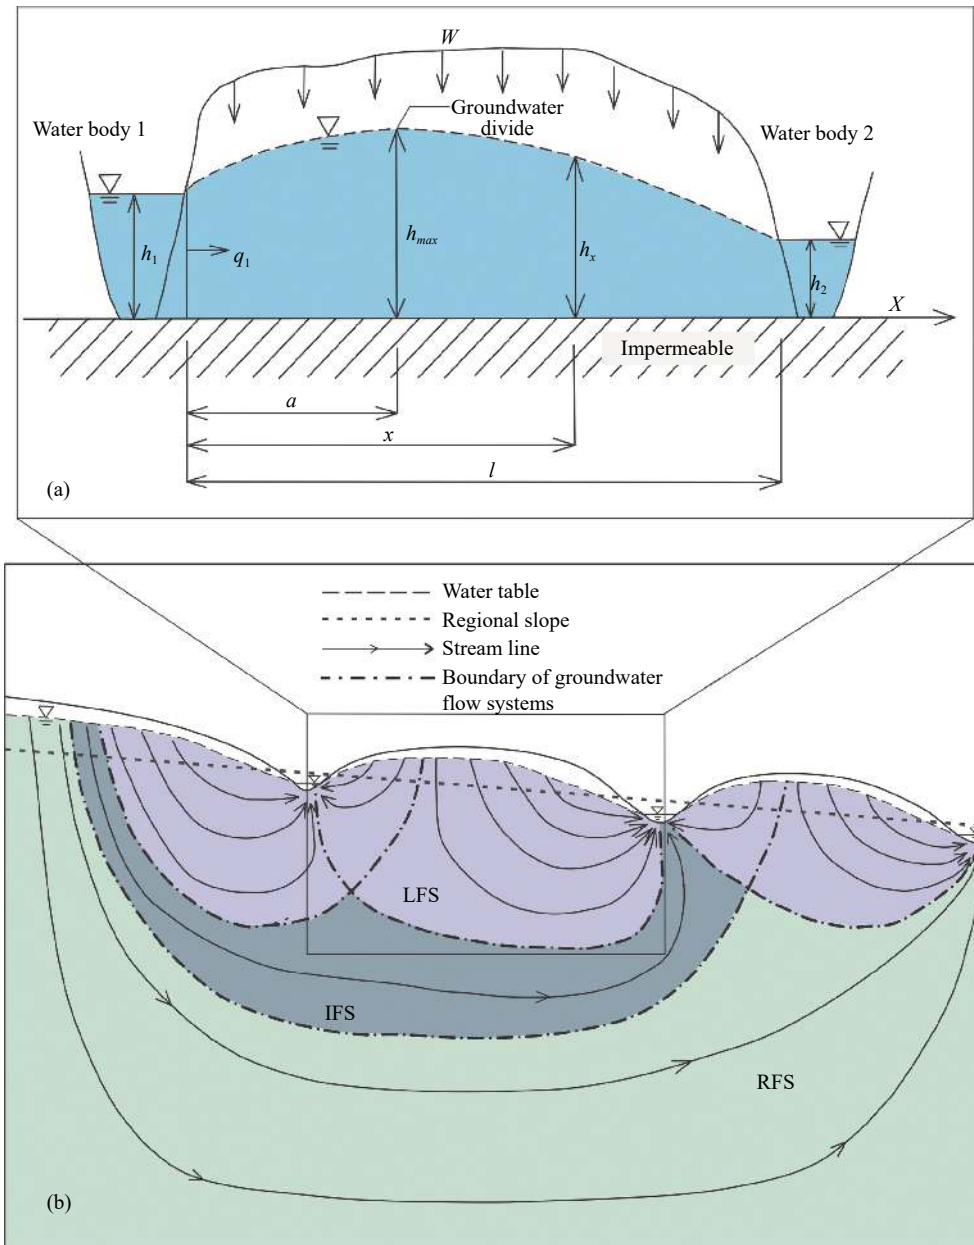 W
Groundwater
divide
Water body 1
Water body 2
h1
q1
hmax
hx
h2
X
Impermeable
a
x
l
(a)
Water table
Regional slope
Stream line
Boundary of groundwater
flow systems
LFS
IFS
RFS
(b)